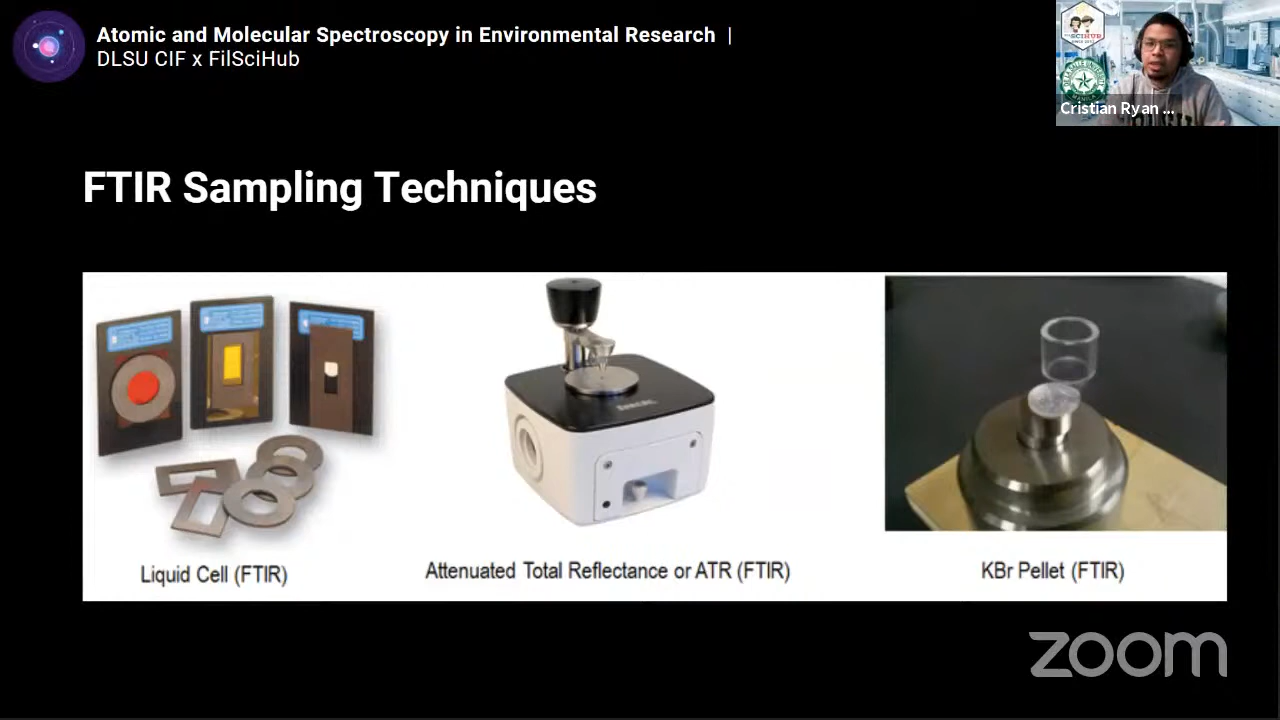 Atomic and Molecular Spectroscopy in Environmental Research |
DLSU CIF x FilSciHub
Cristian Ryan ...
FTIR Sampling Techniques
Liquid Cell (FTIR)
Attenuated Total Reflectance or ATR (FTIR)
KBr Pellet (FTIR)
zoom